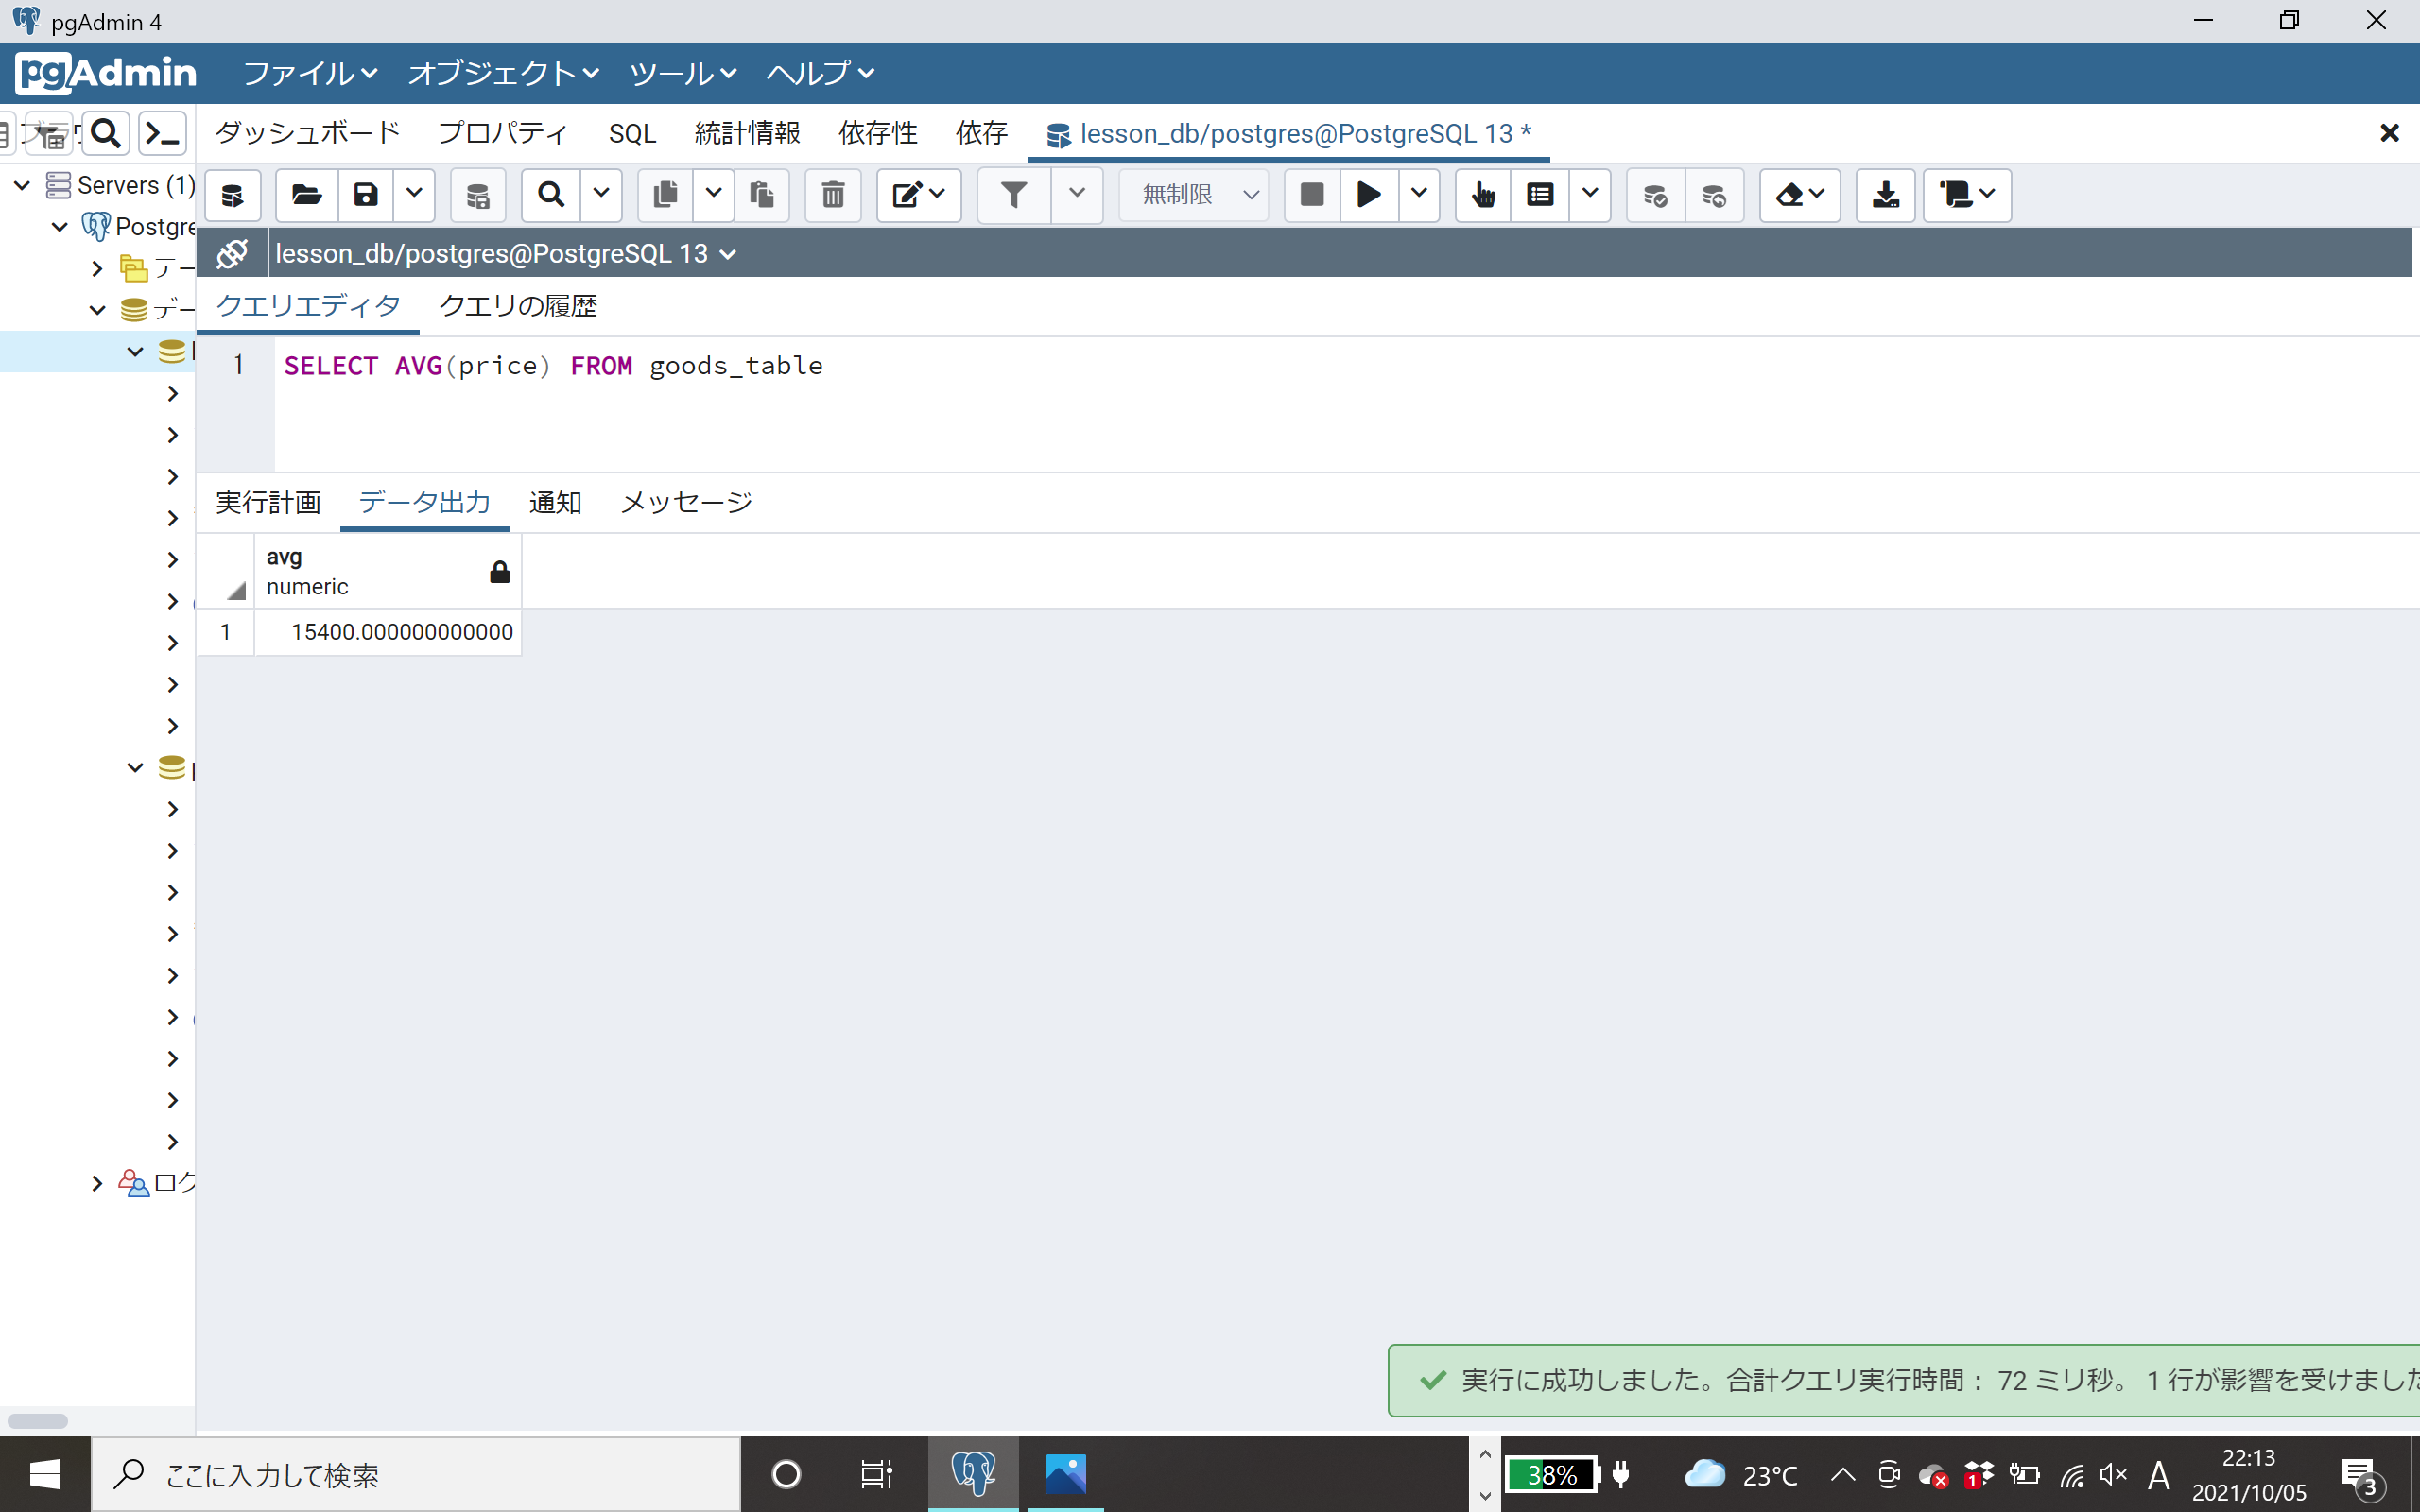 pgAdmin 4
pgAdmin ファイル オブジェクト ツール ヘルプ
ダッシュボード プロパティ SQL 統計情報 依存性 依存 lesson_db/postgres@PostgreSQL 13 *
Servers (1)
Postgre
デー
デー
ログ
無制限
lesson_db/postgres@PostgreSQL 13
クエリエディタ クエリの履歴
1 SELECT AVG(price) FROM goods_table
実行計画 データ出力 通知 メッセージ
avg
numeric
1 15400.000000000000
実行に成功しました。合計クエリ実行時間： 72 ミリ秒。 1 行が影響を受けました
ここに入力して検索
38% 23°C 1 A 22:13
2021/10/05 3